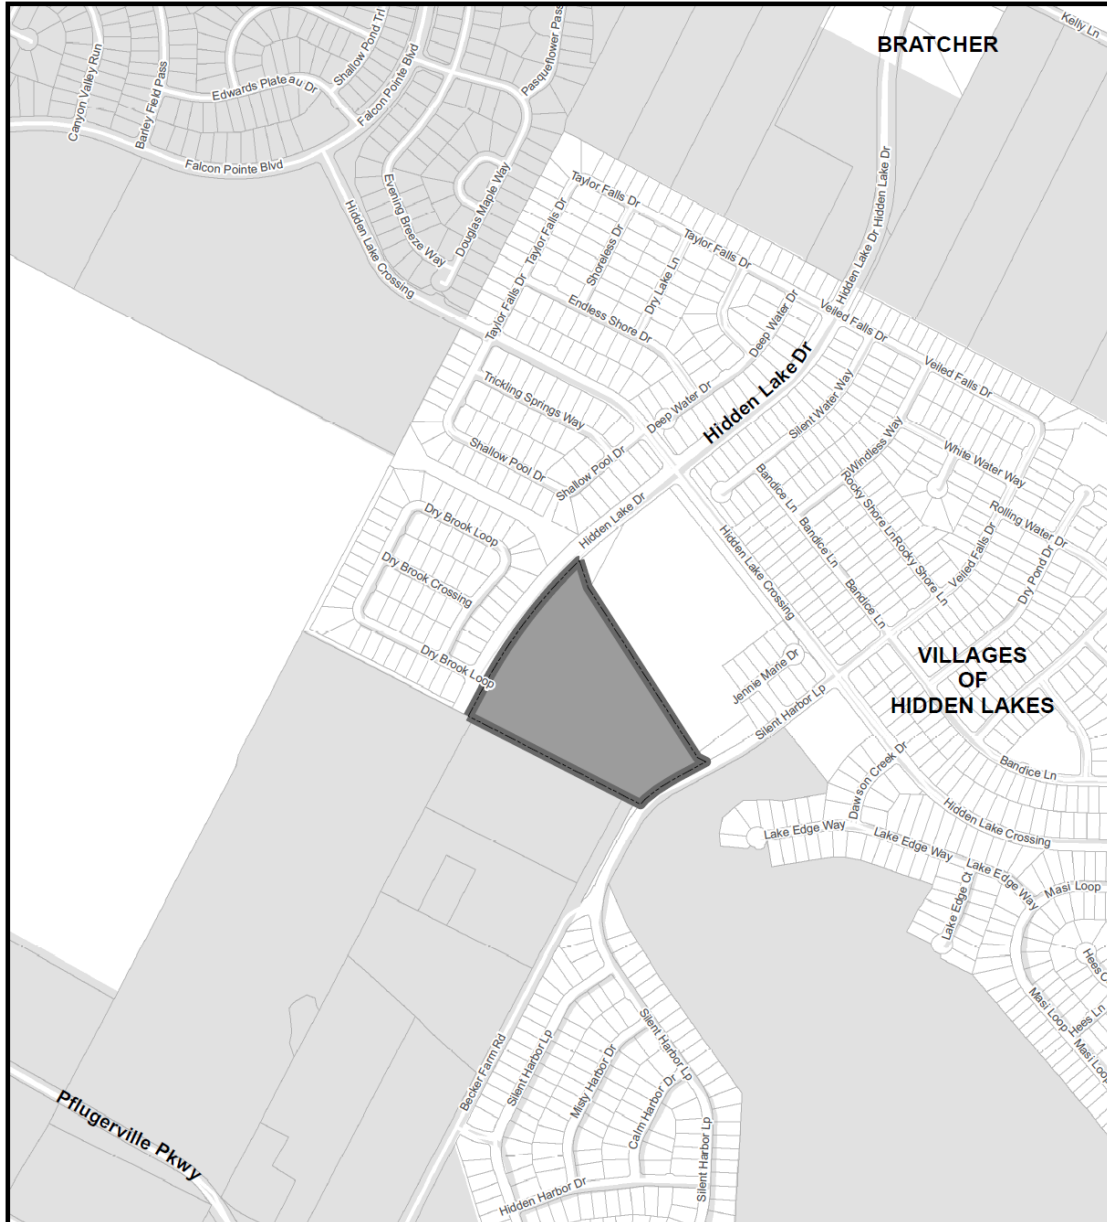 Kelly Ln
BRATCHER
Canyon Valley Run
Barley Field Pass
Edwards Plateau Dr
Shallow Pond Trl
Falcon Pointe Blvd
Pasqueflower Pass
Falcon Pointe Blvd
Evening Breeze Way
Douglas Maple Way
Hidden Lake Crossing
Taylor Falls Dr
Taylor Falls Dr
Shoreless Dr
Taylor Falls Dr
Dry Lake Ln
Hidden Lake Dr
Hidden Lake Dr
Taylor Falls Dr
Endless Shore Dr
Deep Water Dr
Veiled Falls Dr
Veiled Falls Dr
Trickling Springs Way
Deep Water Dr
Hidden Lake Dr
Silent Water Way
Windless Way
White Water Way
Shallow Pool Dr
Shallow Pool Dr
Bandice Ln
Rocky Shore Ln
Rolling Water Dr
Dry Brook Loop
Hidden Lake Dr
Bandice Ln
Rocky Shore Ln
Veiled Falls Dr
Dry Pond Dr
Dry Brook Crossing
Hidden Lake Crossing
Bandice Ln
Dry Brook Loop
Jennie Marie Dr
VILLAGES
OF
HIDDEN LAKES
Silent Harbor Lp
Bandice Ln
Dawson Creek Dr
Hidden Lake Crossing
Lake Edge Way
Lake Edge Way
Lake Edge Way
Lake Edge Ct
Masi Loop
Hees C
Masi Loop
Hees Ln
Masi Loop
Becker Farm Rd
Silent Harbor Lp
Misty Harbor Dr
Silent Harbor Lp
Calm Harbor Dr
Silent Harbor Lp
Hidden Harbor Dr
Pflugerville Pkwy